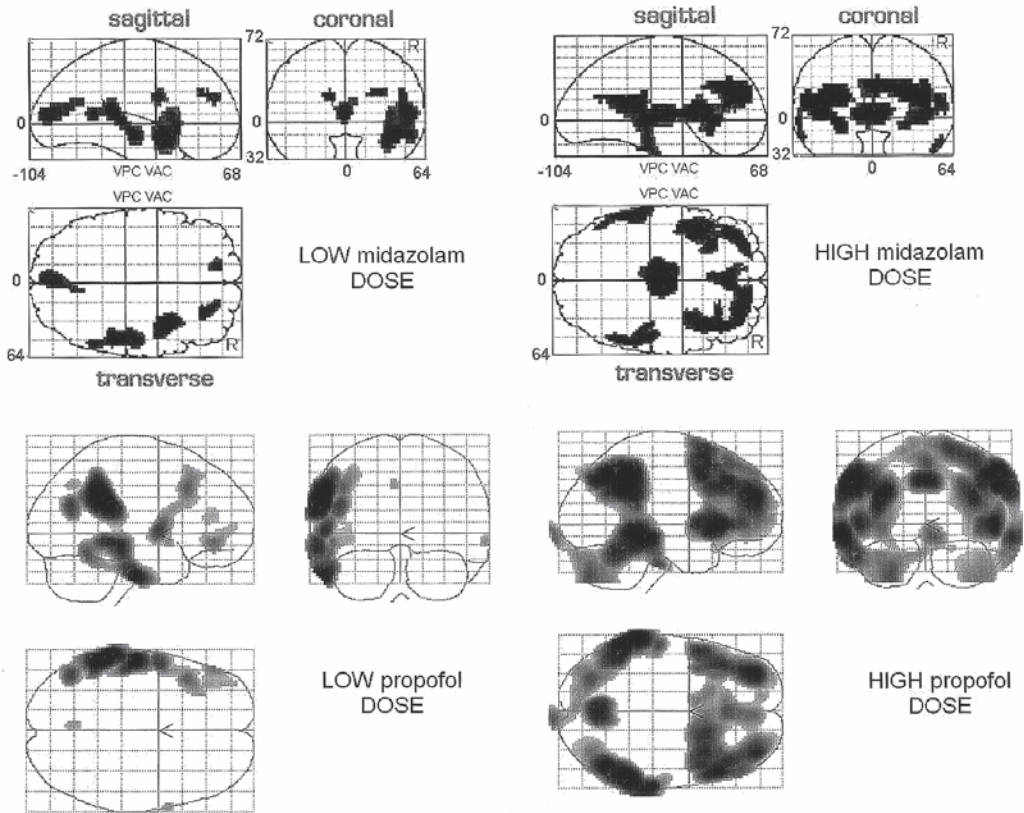 sagittal
coronal
72
R
0
32
-104
VPC VAC
68
0
64
VPC VAC
0
64
R
transverse
LOW midazolam
DOSE
sagittal
coronal
72
R
0
0
32
-104
VPC VAC
68
0
64
VPC VAC
0
64
R
transverse
HIGH midazolam
DOSE
LOW propofol
DOSE
HIGH propofol
DOSE